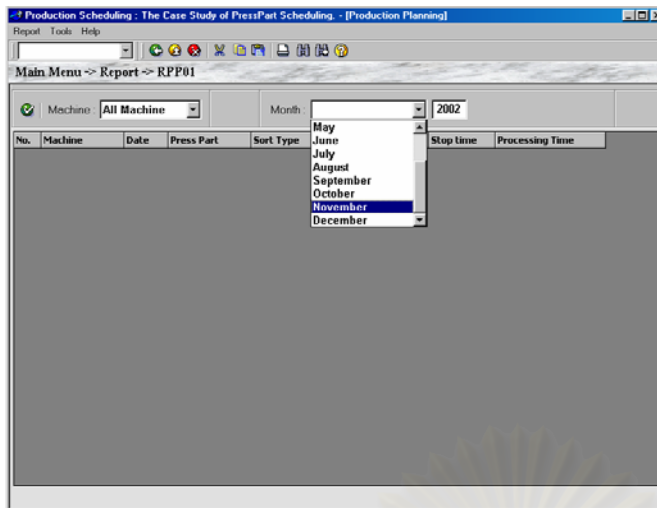 Production Scheduling : The Case Study of PressPart Scheduling. - [Production Planning]
Report Tools Help
Main Menu -> Report -> RPP01
Machine : All Machine Month : 2002
No. Machine Date Press Part Sort Type Stop time Processing Time
May
June
July
August
September
October
November
December